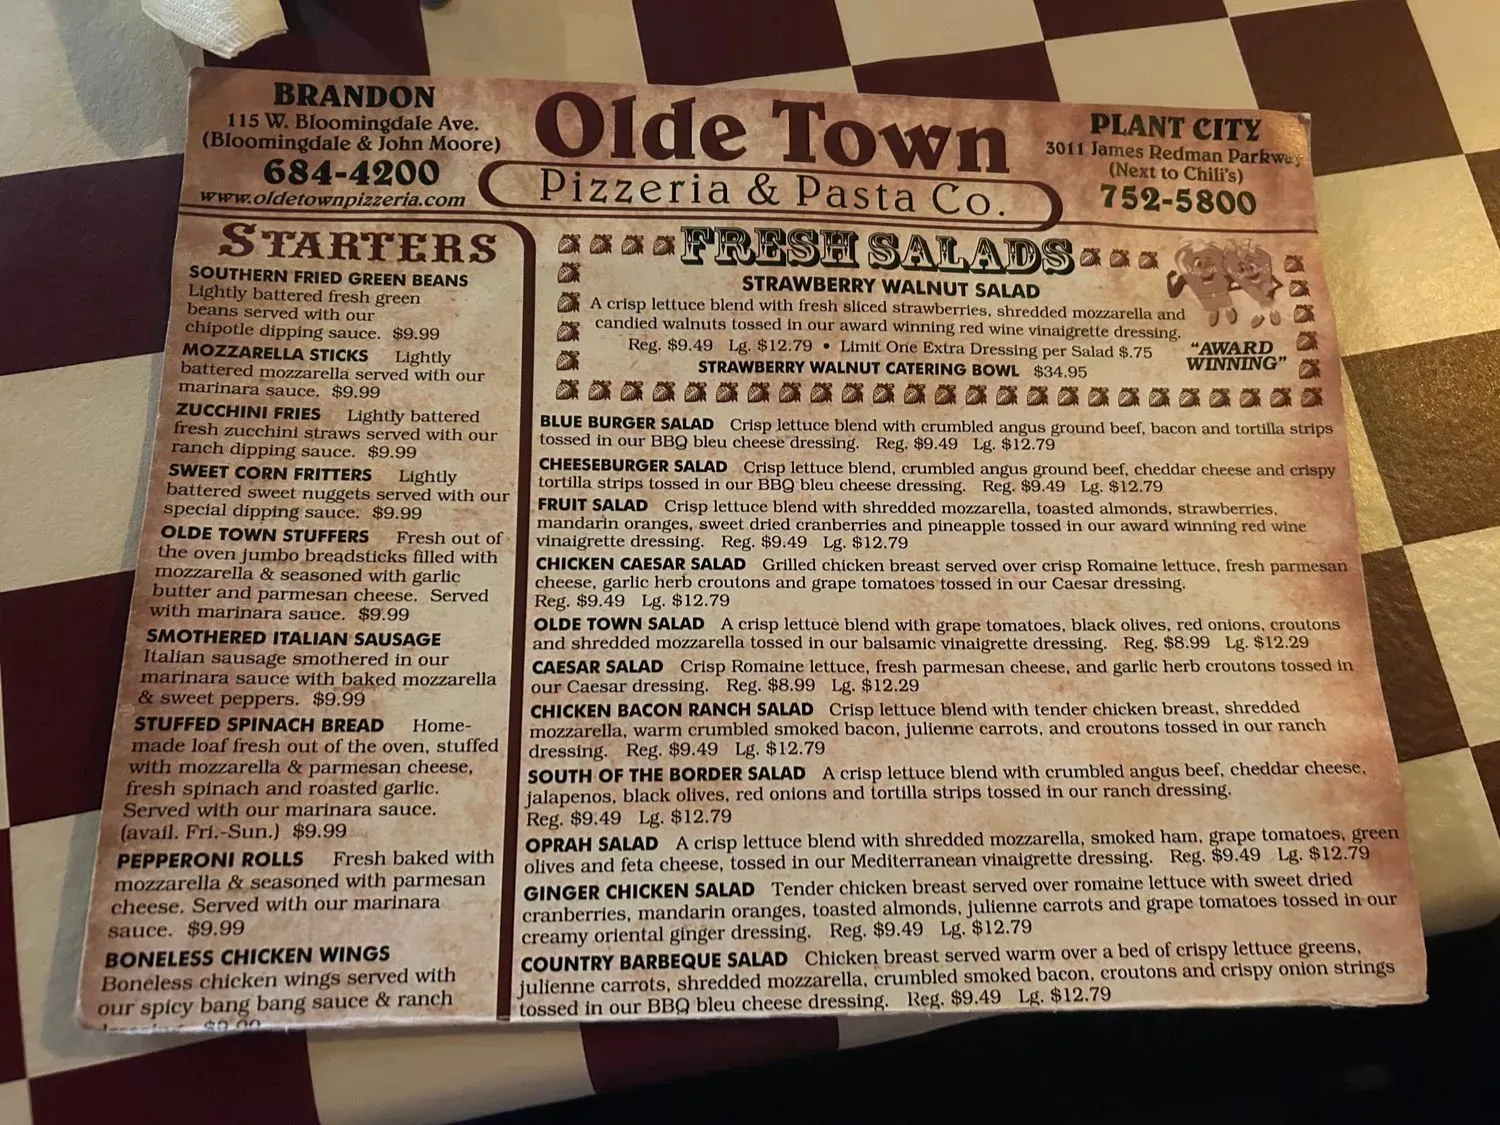 BRANDON
115 W. Bloomingdale Ave.
(Bloomingdale & John Moore)
684-4200
www.oldetownpizzeria.com
Olde Town
Pizzeria & Pasta Co.
PLANT CITY
3011 James Redman Parkway
(Next to Chili's)
752-5800
STARTERS
SOUTHERN FRIED GREEN BEANS
Lightly battered fresh green
beans served with our
chipotle dipping sauce. $9.99
MOZZARELLA STICKS Lightly
battered mozzarella served with our
marinara sauce. $9.99
ZUCCHINI FRIES Lightly battered
fresh zucchini straws served with our
ranch dipping sauce. $9.99
SWEET CORN FRITTERS Lightly
battered sweet nuggets served with our
special dipping sauce. $9.99
OLDE TOWN STUFFERS Fresh out of
the oven jumbo breadsticks filled with
mozzarella & seasoned with garlic
butter and parmesan cheese. Served
with marinara sauce. $9.99
SMOTHERED ITALIAN SAUSAGE
Italian sausage smothered in our
marinara sauce with baked mozzarella
& sweet peppers. $9.99
STUFFED SPINACH BREAD Home-
made loaf fresh out of the oven, stuffed
with mozzarella & parmesan cheese,
fresh spinach and roasted garlic.
Served with our marinara sauce.
(avail. Fri.-Sun.) $9.99
PEPPERONI ROLLS Fresh baked with
mozzarella & seasoned with parmesan
cheese. Served with our marinara
sauce. $9.99
BONELESS CHICKEN WINGS
Boneless chicken wings served with
our spicy bang bang sauce & ranch
FRESH SALADS
STRAWBERRY WALNUT SALAD
A crisp lettuce blend with fresh sliced strawberries, shredded mozzarella and
candied walnuts tossed in our award winning red wine vinaigrette dressing.
Reg. $9.49 Lg. $12.79 • Limit One Extra Dressing per Salad $.75
STRAWBERRY WALNUT CATERING BOWL $34.95
"AWARD
WINNING"
BLUE BURGER SALAD Crisp lettuce blend with crumbled angus ground beef, bacon and tortilla strips
tossed in our BBQ bleu cheese dressing. Reg. $9.49 Lg. $12.79
CHEESEBURGER SALAD Crisp lettuce blend, crumbled angus ground beef, cheddar cheese and crispy
tortilla strips tossed in our BBQ bleu cheese dressing. Reg. $9.49 Lg. $12.79
FRUIT SALAD Crisp lettuce blend with shredded mozzarella, toasted almonds, strawberries,
mandarin oranges, sweet dried cranberries and pineapple tossed in our award winning red wine
vinaigrette dressing. Reg. $9.49 Lg. $12.79
CHICKEN CAESAR SALAD Grilled chicken breast served over crisp Romaine lettuce, fresh parmesan
cheese, garlic herb croutons and grape tomatoes tossed in our Caesar dressing.
Reg. $9.49 Lg. $12.79
OLDE TOWN SALAD A crisp lettuce blend with grape tomatoes, black olives, red onions, croutons
and shredded mozzarella tossed in our balsamic vinaigrette dressing. Reg. $8.99 Lg. $12.29
CAESAR SALAD Crisp Romaine lettuce, fresh parmesan cheese, and garlic herb croutons tossed in
our Caesar dressing. Reg. $8.99 Lg. $12.29
CHICKEN BACON RANCH SALAD Crisp lettuce blend with tender chicken breast, shredded
mozzarella, warm crumbled smoked bacon, julienne carrots, and croutons tossed in our ranch
dressing. Reg. $9.49 Lg. $12.79
SOUTH OF THE BORDER SALAD A crisp lettuce blend with crumbled angus beef, cheddar cheese,
jalapenos, black olives, red onions and tortilla strips tossed in our ranch dressing.
Reg. $9.49 Lg. $12.79
OPRAH SALAD A crisp lettuce blend with shredded mozzarella, smoked ham, grape tomatoes, green
olives and feta cheese, tossed in our Mediterranean vinaigrette dressing. Reg. $9.49 Lg. $12.79
GINGER CHICKEN SALAD Tender chicken breast served over romaine lettuce with sweet dried
cranberries, mandarin oranges, toasted almonds, julienne carrots and grape tomatoes tossed in our
creamy oriental ginger dressing. Reg. $9.49 Lg. $12.79
COUNTRY BARBEQUE SALAD Chicken breast served warm over a bed of crispy lettuce greens,
julienne carrots, shredded mozzarella, crumbled smoked bacon, croutons and crispy onion strings
tossed in our BBQ bleu cheese dressing. Reg. $9.49 Lg. $12.79